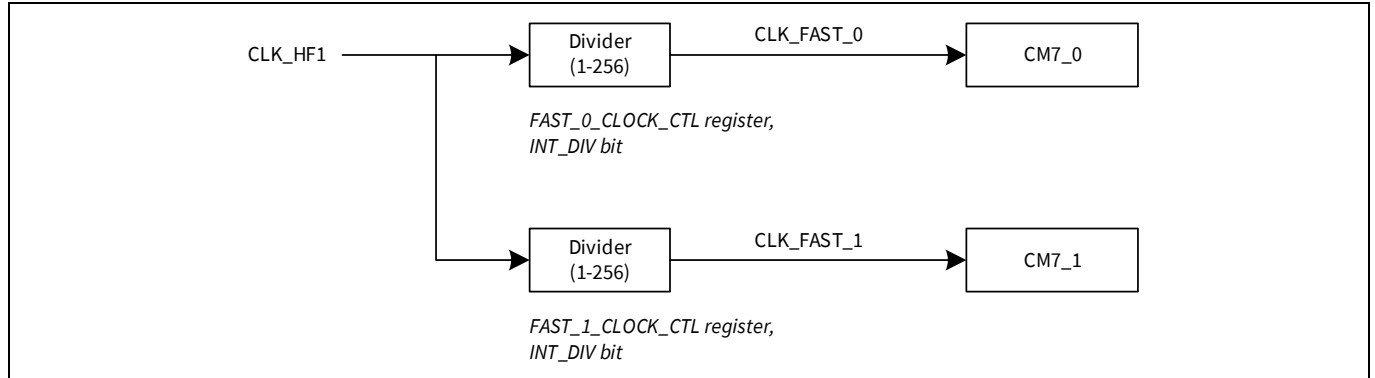 CLK_HF1
Divider
(1-256)
CLK_FAST_0
CM7_0
FAST_0_CLOCK_CTL register,
INT_DIV bit
Divider
(1-256)
CLK_FAST_1
CM7_1
FAST_1_CLOCK_CTL register,
INT_DIV bit